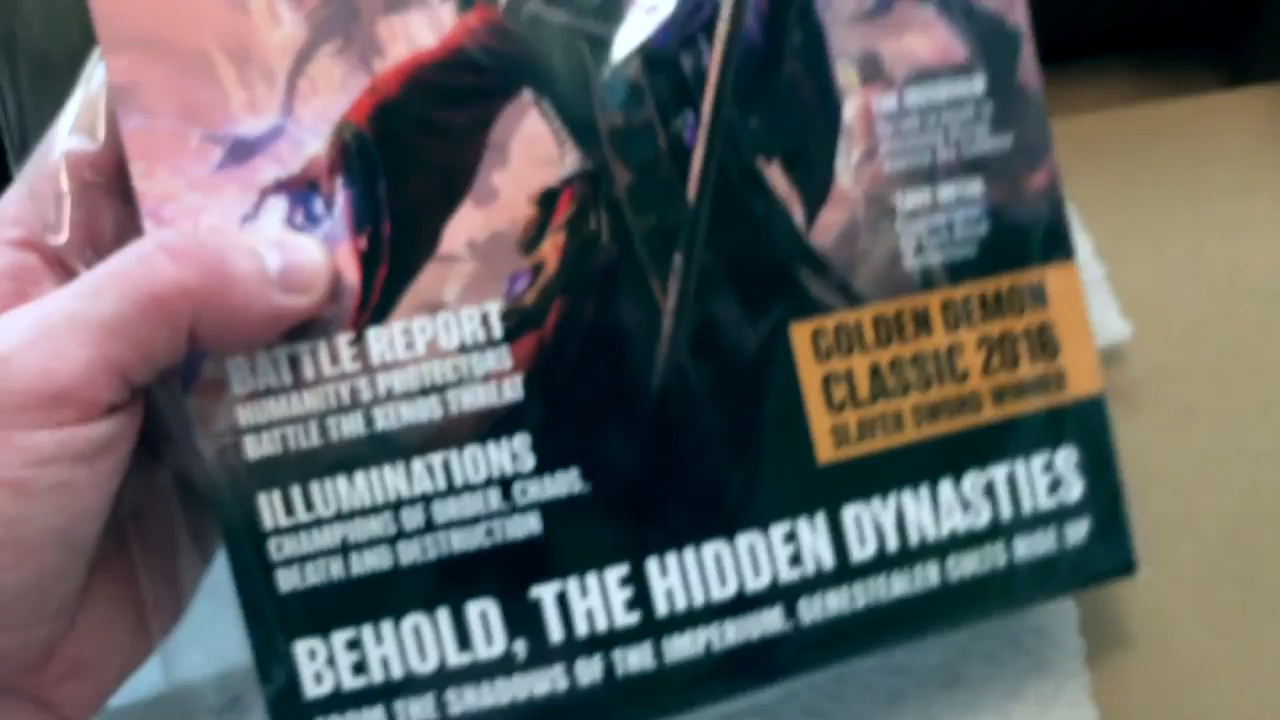 BATTLE REPORT
HUMANITY'S PROTECTORS
BATTLE THE XENOS THREAT
ILLUMINATIONS
CHAMPIONS OF ORDER, CHAOS,
DEATH AND DESTRUCTION
GOLDEN DEMON
CLASSIC 2016
SLAYER SWORD WINNER
BEHOLD, THE HIDDEN DYNASTIES
FROM THE SHADOWS OF THE IMPERIUM, GENESTEALER CULTS RISE UP